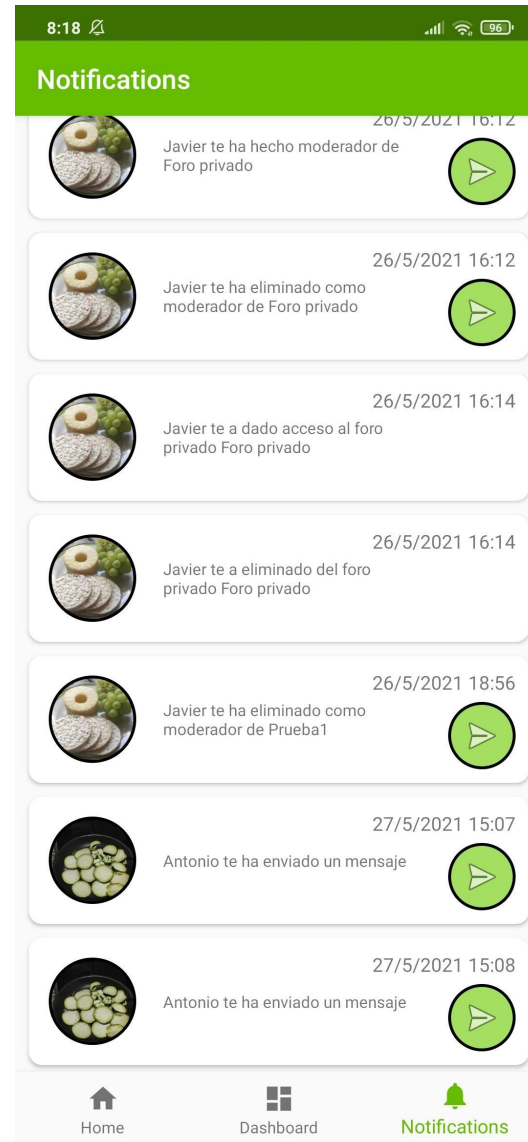 8:18
96
Notifications
26/5/2021 16:12
Javier te ha hecho moderador de
Foro privado
26/5/2021 16:12
Javier te ha eliminado como
moderador de Foro privado
26/5/2021 16:14
Javier te a dado acceso al foro
privado Foro privado
26/5/2021 16:14
Javier te a eliminado del foro
privado Foro privado
26/5/2021 18:56
Javier te ha eliminado como
moderador de Prueba1
27/5/2021 15:07
Antonio te ha enviado un mensaje
27/5/2021 15:08
Antonio te ha enviado un mensaje
Home
Dashboard
Notifications